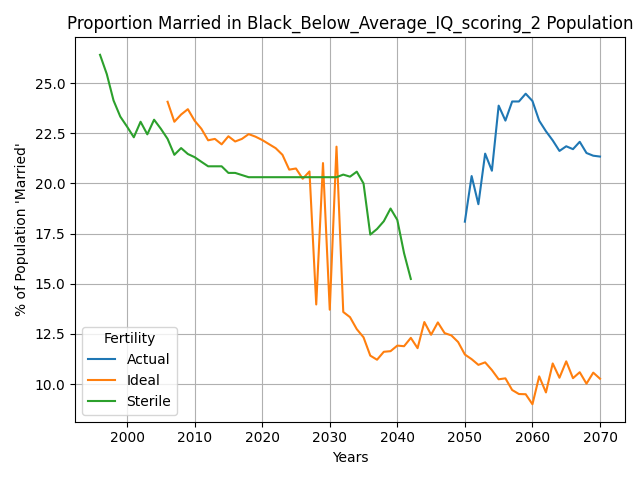 Proportion Married in Black_Below_Average_IQ_scoring_2 Population
% of Population 'Married'
25.0
22.5
20.0
17.5
15.0
12.5
10.0
Fertility
Actual
Ideal
Sterile
2000 2010 2020 2030 2040 2050 2060 2070
Years